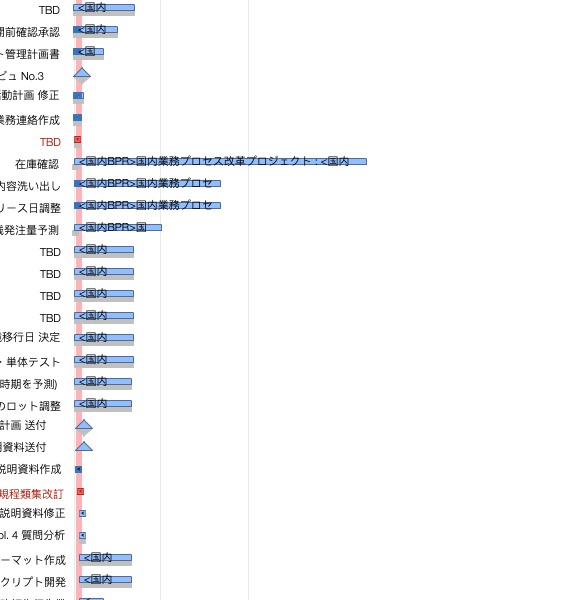 TBD <国内
開前確認承認 <国内
ト管理計画書 <国
ビュ No.3
活動計画 修正
業務連絡作成
TBD
在庫確認 <国内BPR>国内業務プロセス改革プロジェクト : <国内
内容洗い出し <国内BPR>国内業務プロセ
リース日調整 <国内BPR>国内業務プロセ
残発注量予測 <国内BPR>国
TBD <国内
TBD <国内
TBD <国内
TBD <国内
移行日 決定 <国内
・単体テスト <国内
時期を予測) <国内
のロット調整 <国内
計画 送付
資料送付
説明資料作成
規程類集改訂
説明資料修正
ol. 4 質問分析
ーマット作成 <国内
クリプト開発 <国内